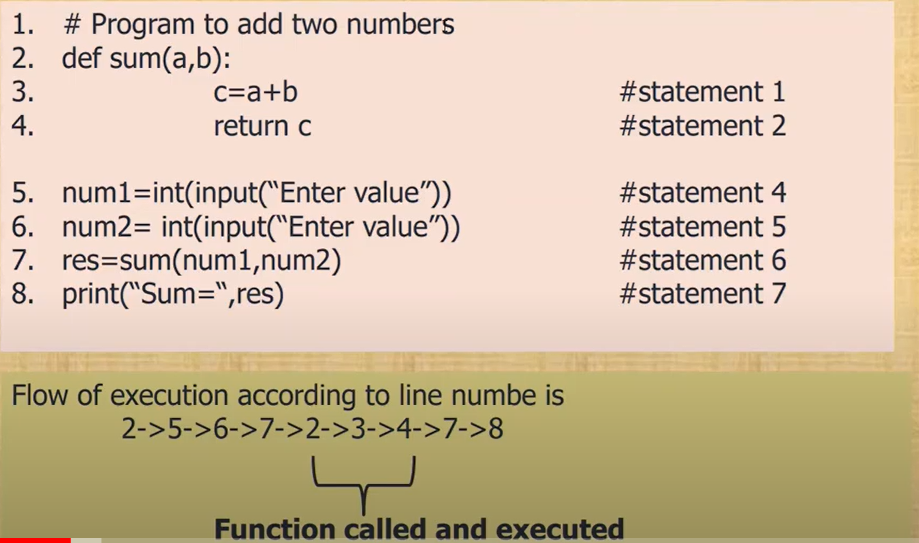 1. # Program to add two numbers
2. def sum(a,b):
3. c=a+b #statement 1
4. return c #statement 2
5. num1=int(input(“Enter value”)) #statement 4
6. num2= int(input(“Enter value”)) #statement 5
7. res=sum(num1,num2) #statement 6
8. print(“Sum=“,res) #statement 7
Flow of execution according to line numbe is
2->5->6->7->2->3->4->7->8
Function called and executed